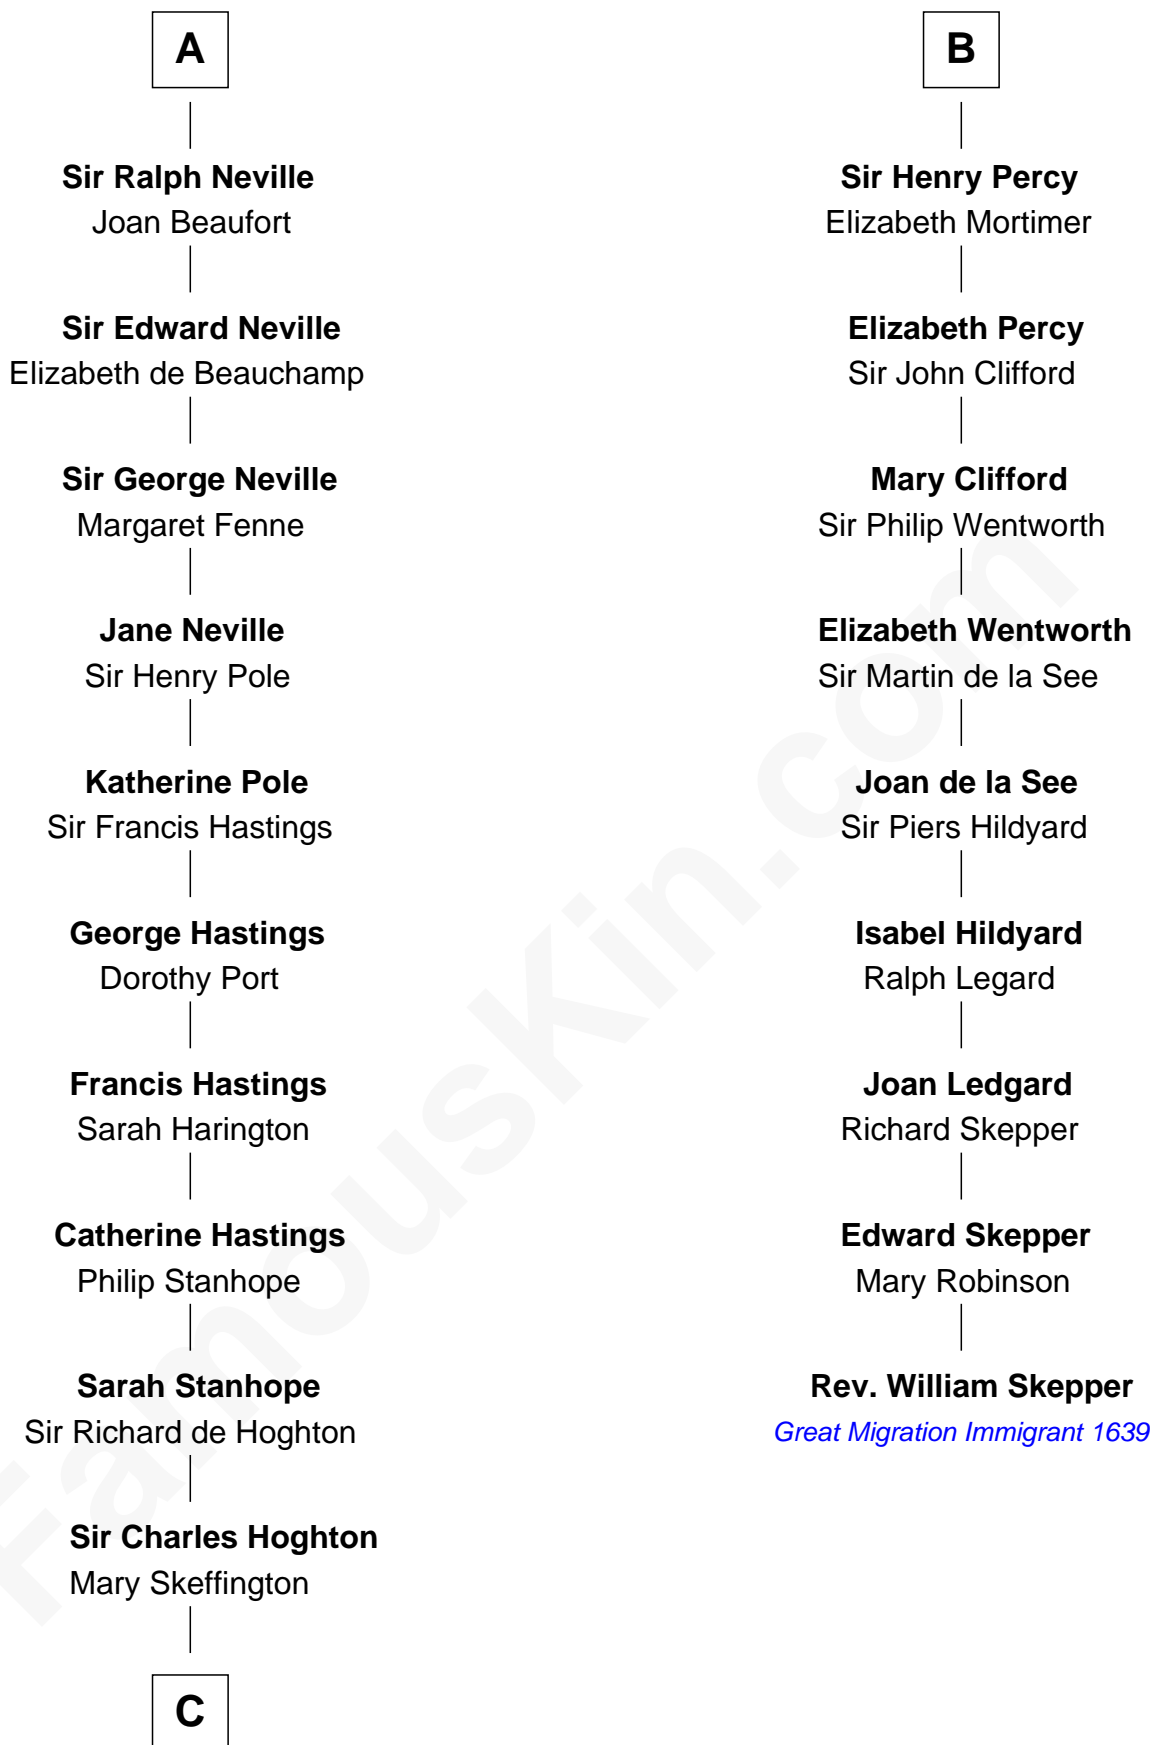 A
Sir Ralph Neville
Joan Beaufort
Sir Edward Neville
Elizabeth de Beauchamp
Sir George Neville
Margaret Fenne
Jane Neville
Sir Henry Pole
Katherine Pole
Sir Francis Hastings
George Hastings
Dorothy Port
Francis Hastings
Sarah Harington
Catherine Hastings
Philip Stanhope
Sarah Stanhope
Sir Richard de Hoghton
Sir Charles Hoghton
Mary Skeffington
C
B
Sir Henry Percy
Elizabeth Mortimer
Elizabeth Percy
Sir John Clifford
Mary Clifford
Sir Philip Wentworth
Elizabeth Wentworth
Sir Martin de la See
Joan de la See
Sir Piers Hildyard
Isabel Hildyard
Ralph Legard
Joan Ledgard
Richard Skepper
Edward Skepper
Mary Robinson
Rev. William Skepper
Great Migration Immigrant 1639
FamousKin.com